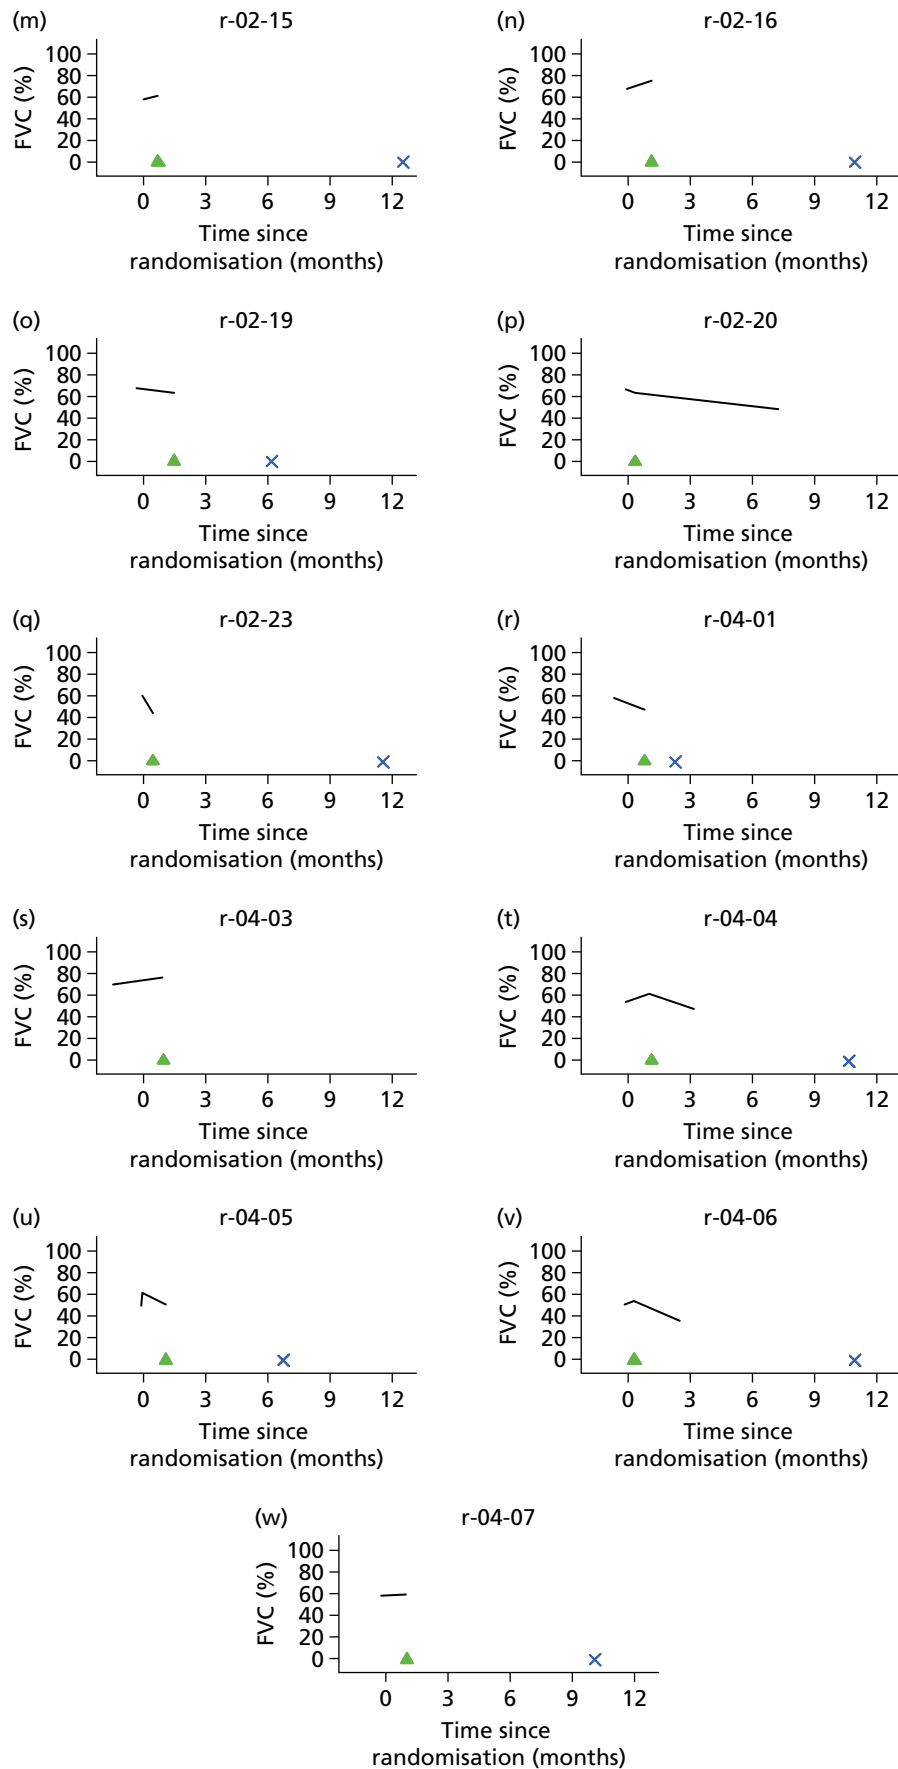 (m) r-02-15
FVC (%)
100
80
60
40
20
0
0 3 6 9 12
Time since
randomisation (months)
(n) r-02-16
FVC (%)
100
80
60
40
20
0
0 3 6 9 12
Time since
randomisation (months)
(o) r-02-19
FVC (%)
100
80
60
40
20
0
0 3 6 9 12
Time since
randomisation (months)
(p) r-02-20
FVC (%)
100
80
60
40
20
0
0 3 6 9 12
Time since
randomisation (months)
(q) r-02-23
FVC (%)
100
80
60
40
20
0
0 3 6 9 12
Time since
randomisation (months)
(r) r-04-01
FVC (%)
100
80
60
40
20
0
0 3 6 9 12
Time since
randomisation (months)
(s) r-04-03
FVC (%)
100
80
60
40
20
0
0 3 6 9 12
Time since
randomisation (months)
(t) r-04-04
FVC (%)
100
80
60
40
20
0
0 3 6 9 12
Time since
randomisation (months)
(u) r-04-05
FVC (%)
100
80
60
40
20
0
0 3 6 9 12
Time since
randomisation (months)
(v) r-04-06
FVC (%)
100
80
60
40
20
0
0 3 6 9 12
Time since
randomisation (months)
(w) r-04-07
FVC (%)
100
80
60
40
20
0
0 3 6 9 12
Time since
randomisation (months)